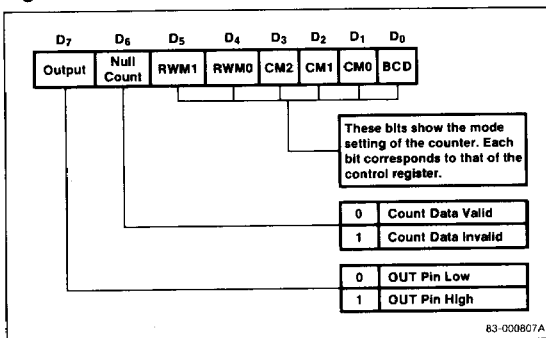 D7 D6 D5 D4 D3 D2 D1 D0
Output Null Count RWM1 RWM0 CM2 CM1 CM0 BCD
These bits show the mode
setting of the counter. Each
bit corresponds to that of the
control register.
0 Count Data Valid
1 Count Data Invalid
0 OUT Pin Low
1 OUT Pin High
83-000807A